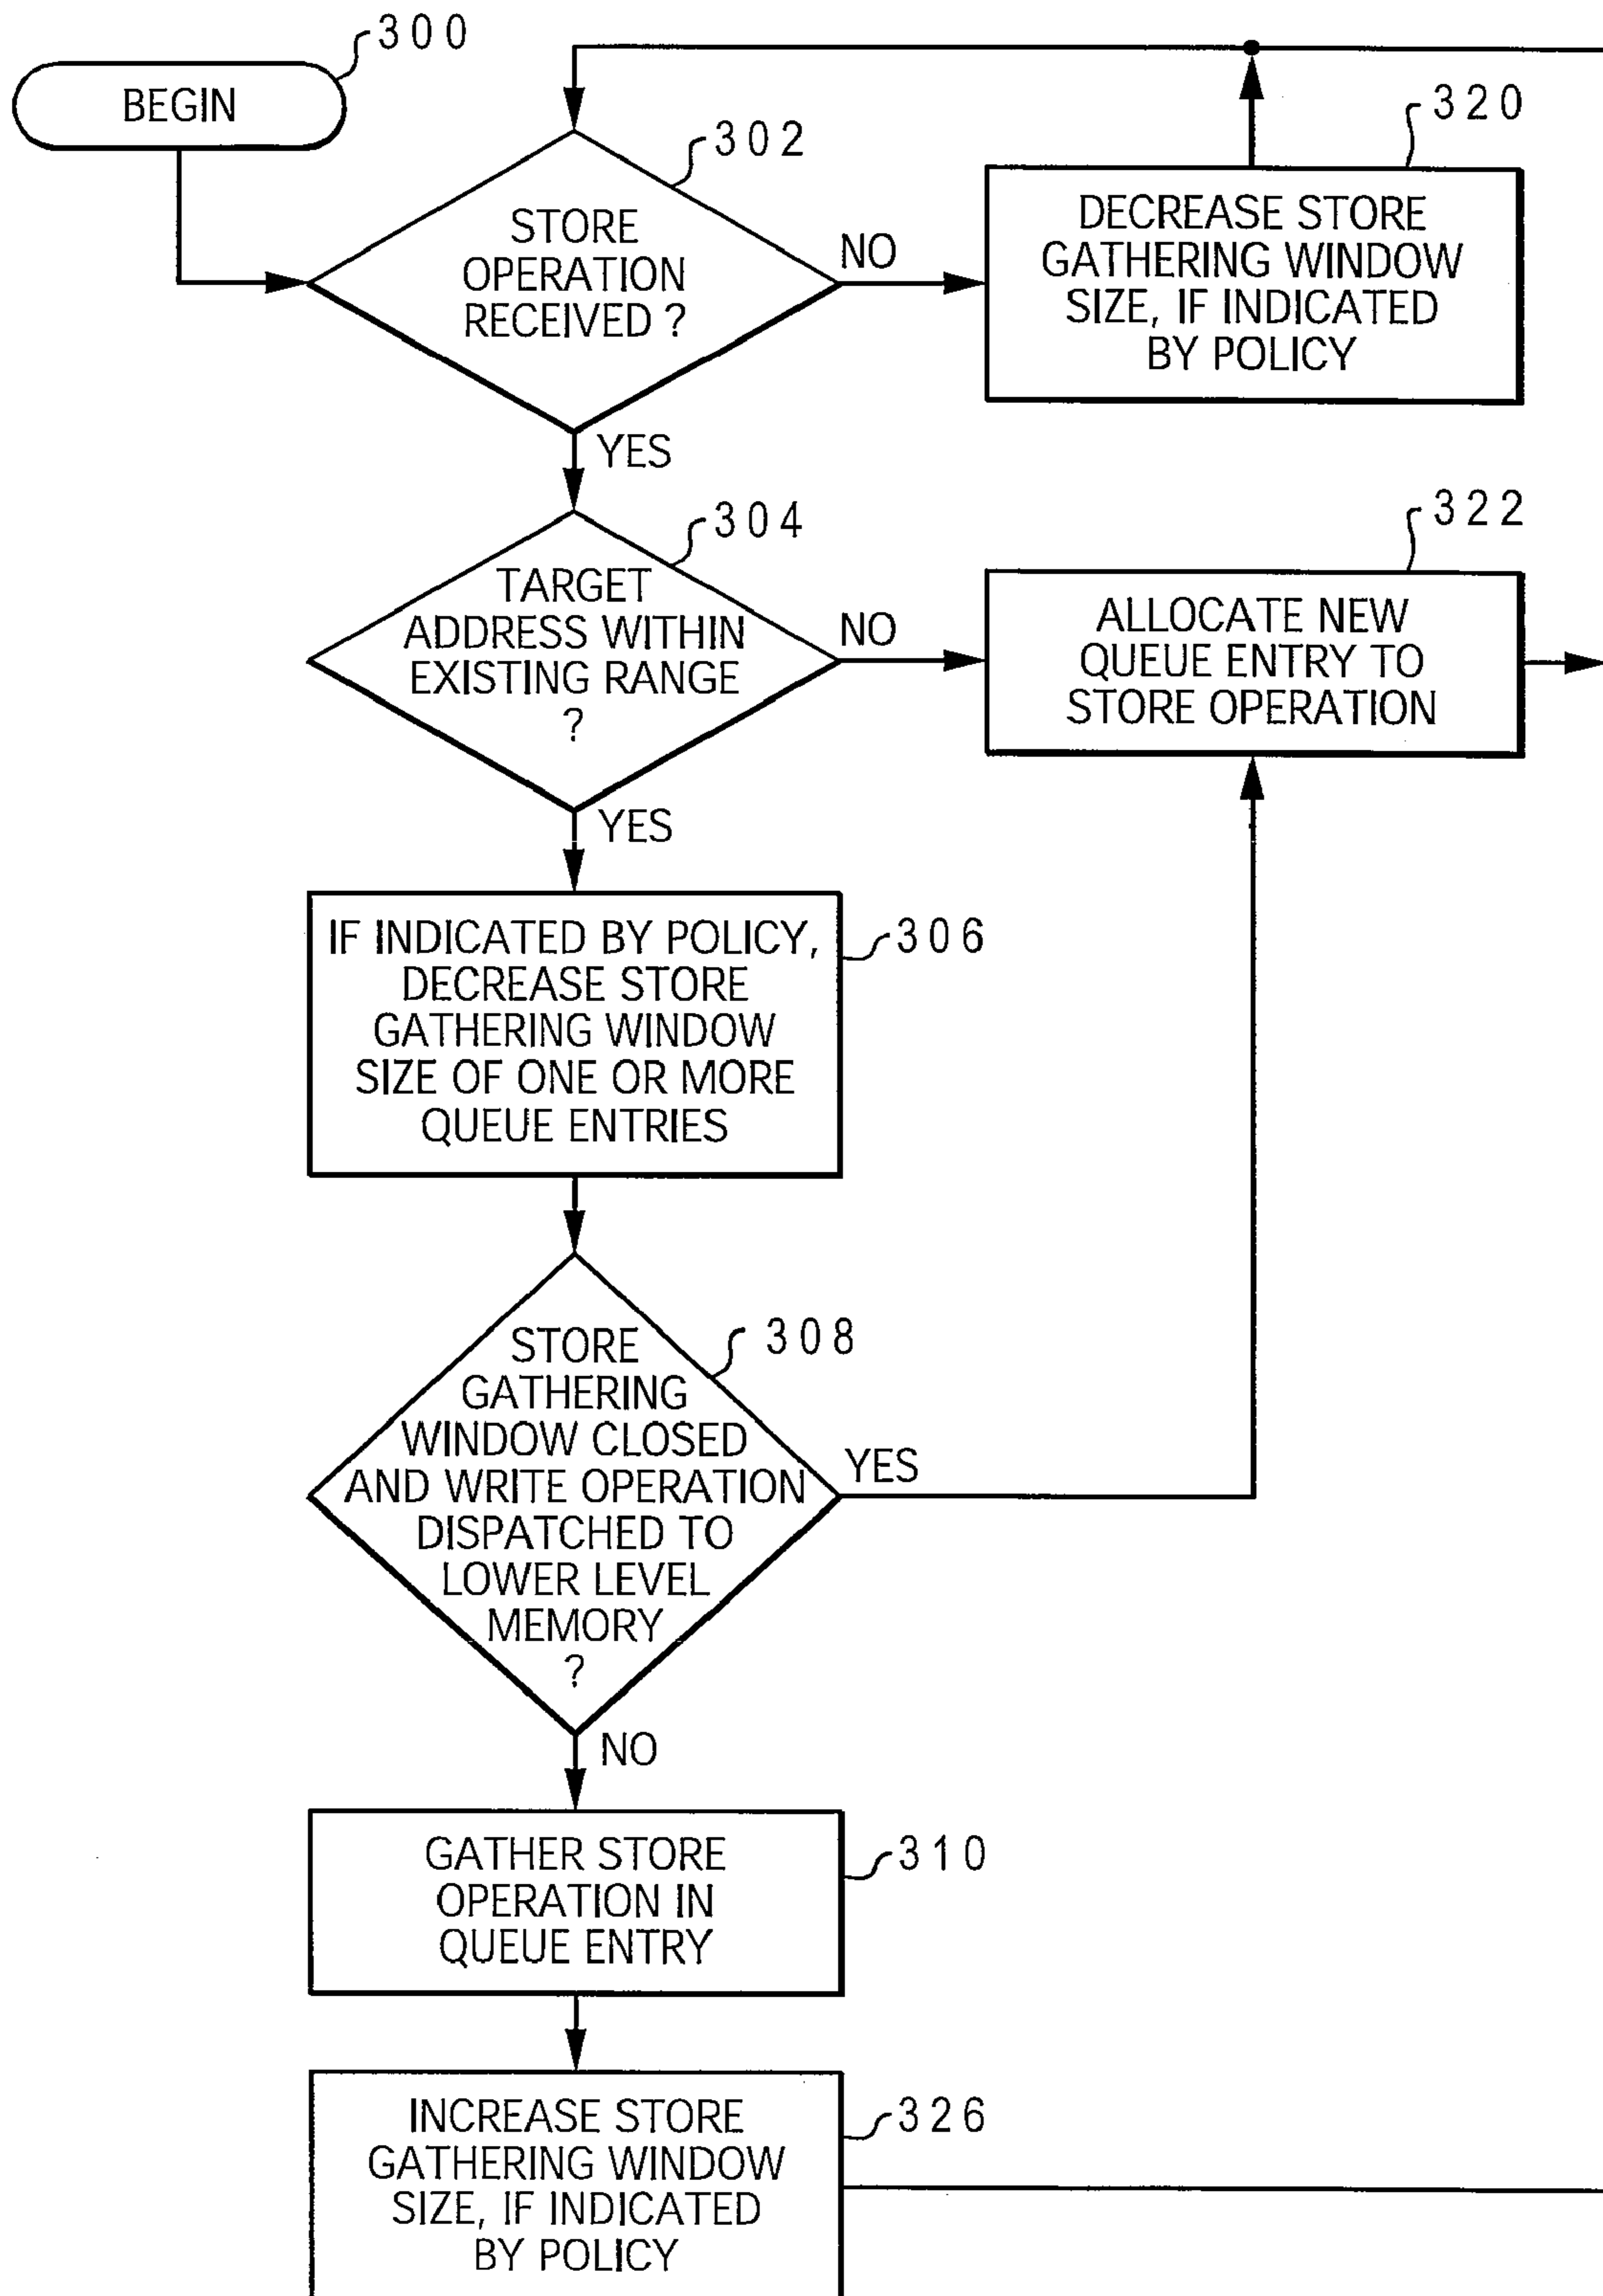 300
BEGIN
302
STORE
OPERATION
RECEIVED ?
NO
YES
320
DECREASE STORE
GATHERING WINDOW
SIZE, IF INDICATED
BY POLICY
304
TARGET
ADDRESS WITHIN
EXISTING RANGE
?
NO
YES
322
ALLOCATE NEW
QUEUE ENTRY TO
STORE OPERATION
306
IF INDICATED BY POLICY,
DECREASE STORE
GATHERING WINDOW
SIZE OF ONE OR MORE
QUEUE ENTRIES
308
STORE
GATHERING
WINDOW CLOSED
AND WRITE OPERATION
DISPATCHED TO
LOWER LEVEL
MEMORY
?
YES
NO
310
GATHER STORE
OPERATION IN
QUEUE ENTRY
326
INCREASE STORE
GATHERING WINDOW
SIZE, IF INDICATED
BY POLICY